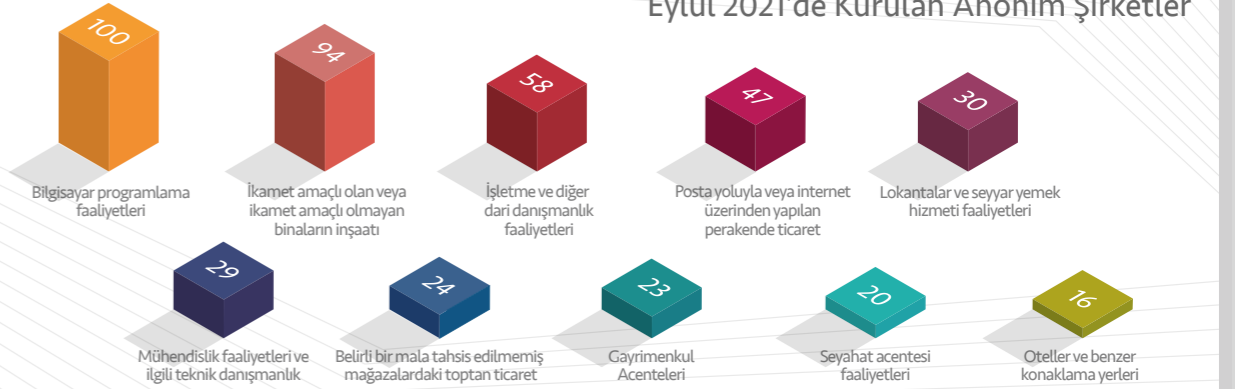 Eylül 2021'de Kurulan Anonim Şirketler
100
94
58
47
30
Bilgisayar programlama
faaliyetleri
İkamet amaçlı olan veya
ikamet amaçlı olmayan
binaların inşaatı
İşletme ve diğer
dari danışmanlık
faaliyetleri
Posta yoluyla veya internet
üzerinden yapılan
perakende ticaret
Lokantalar ve seyyar yemek
hizmeti faaliyetleri
29
24
23
20
16
Mühendislik faaliyetleri ve
ilgili teknik danışmanlık
Belirli bir mala tahsis edilmemiş
mağazalardaki toptan ticaret
Gayrimenkul
Acenteleri
Seyahat acentesi
faaliyetleri
Oteller ve benzer
konaklama yerleri